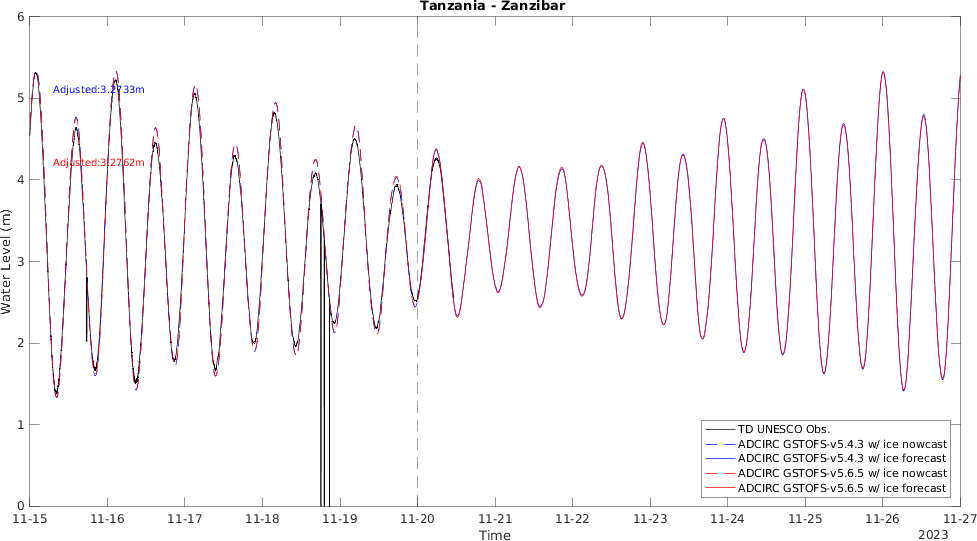 Tanzania - Zanzibar
6
5
4
3
2
1
0
Water Level (m)
Adjusted:3.2733m
Adjusted:3.2762m
TD UNESCO Obs.
ADCIRC GSTOFS-v5.4.3 w/ ice nowcast
ADCIRC GSTOFS-v5.4.3 w/ ice forecast
ADCIRC GSTOFS-v5.6.5 w/ ice nowcast
ADCIRC GSTOFS-v5.6.5 w/ ice forecast
11-15 11-16 11-17 11-18 11-19 11-20 11-21 11-22 11-23 11-24 11-25 11-26 11-27
Time
2023